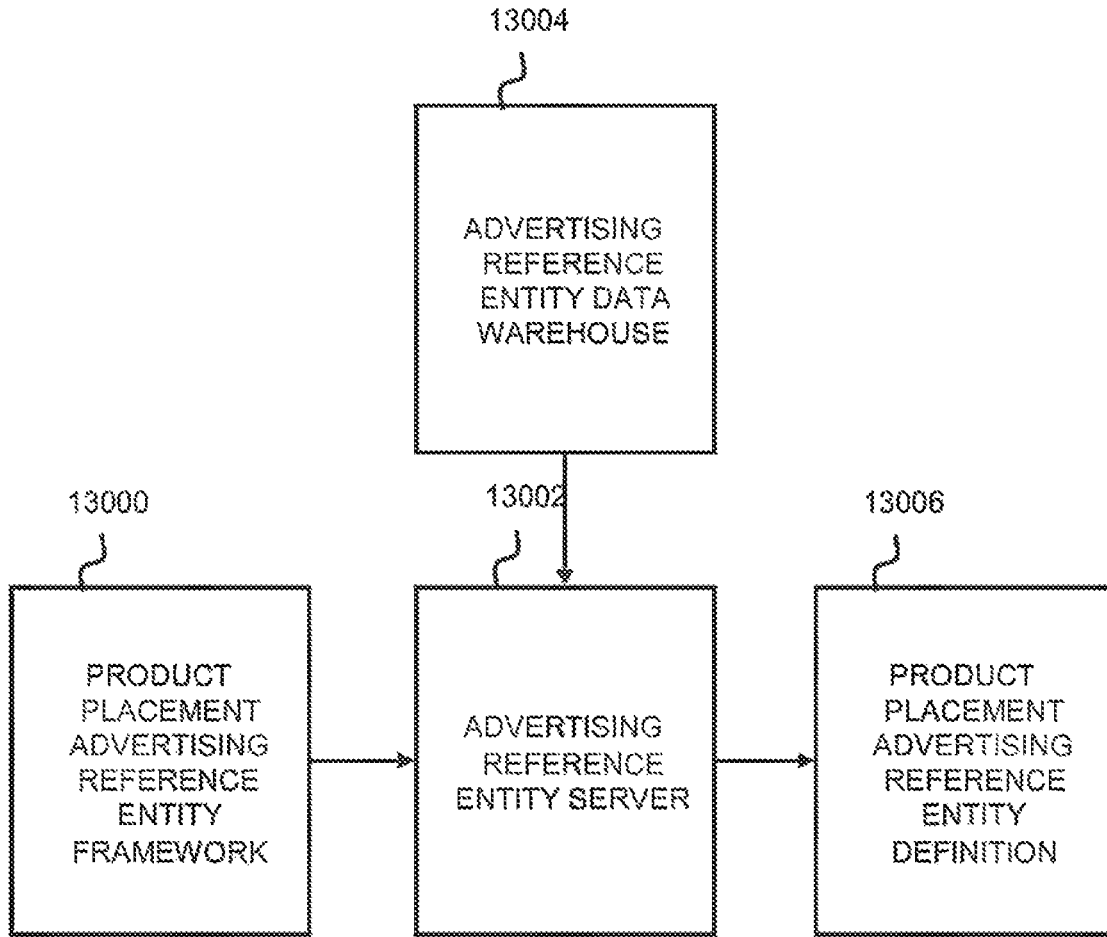 13004
ADVERTISING
REFERENCE
ENTITY DATA
WAREHOUSE
13000
13002
13006
PRODUCT
PLACEMENT
ADVERTISING
REFERENCE
ENTITY
FRAMEWORK
ADVERTISING
REFERENCE
ENTITY SERVER
PRODUCT
PLACEMENT
ADVERTISING
REFERENCE
ENTITY
DEFINITION